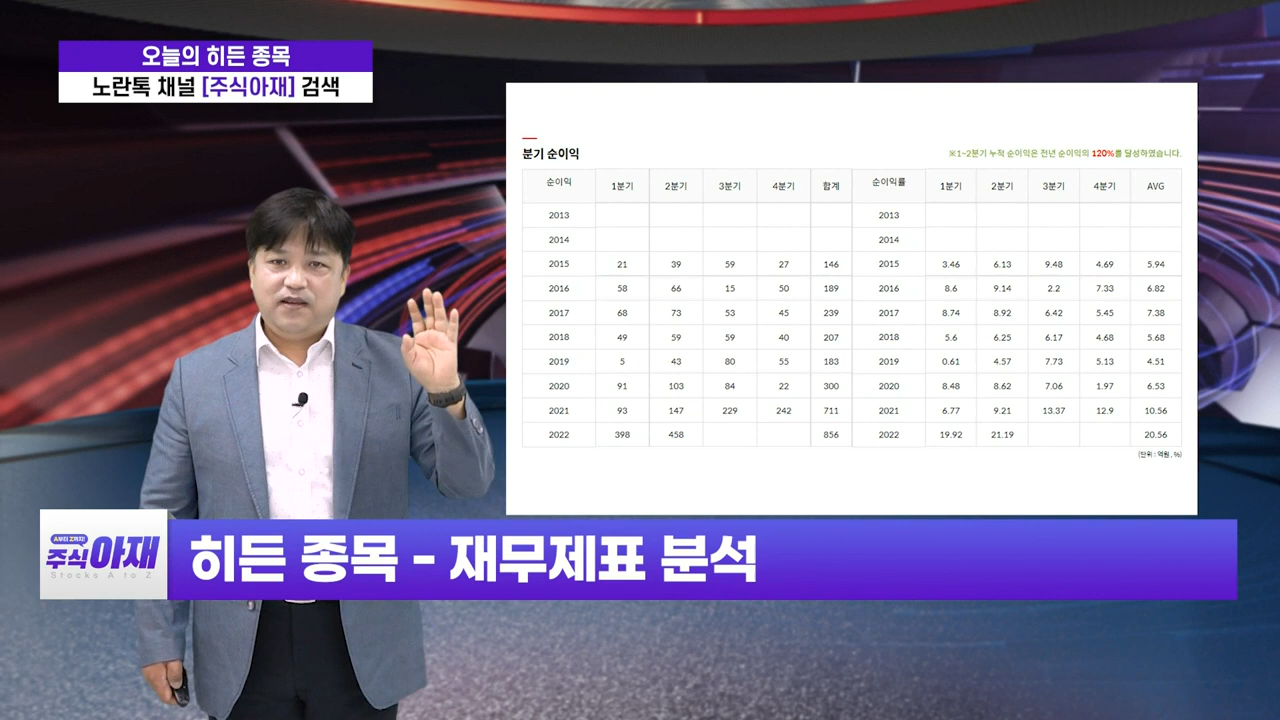 오늘의 히든 종목
노란톡 채널 [주식아재] 검색
분기 순이익
※1~2분기 누적 순이익은 전년 순이익의 120%를 달성하였습니다.
순이익 1분기 2분기 3분기 4분기 합계 순이익률 1분기 2분기 3분기 4분기 AVG
2013 2013
2014 2014
2015 21 39 59 27 146 2015 3.46 6.13 9.48 4.69 5.94
2016 58 66 15 50 189 2016 8.6 9.14 2.2 7.33 6.82
2017 68 73 53 45 239 2017 8.74 8.92 6.42 5.45 7.38
2018 49 59 59 40 207 2018 5.6 6.25 6.17 4.68 5.68
2019 5 43 80 55 183 2019 0.61 4.57 7.73 5.13 4.51
2020 91 103 84 22 300 2020 8.48 8.62 7.06 1.97 6.53
2021 93 147 229 242 711 2021 6.77 9.21 13.37 12.9 10.56
2022 398 458 856 2022 19.92 21.19 20.56
(단위 : 억원, %)
A부터 Z까지!
주식아재
Stocks A to Z
히든 종목 - 재무제표 분석